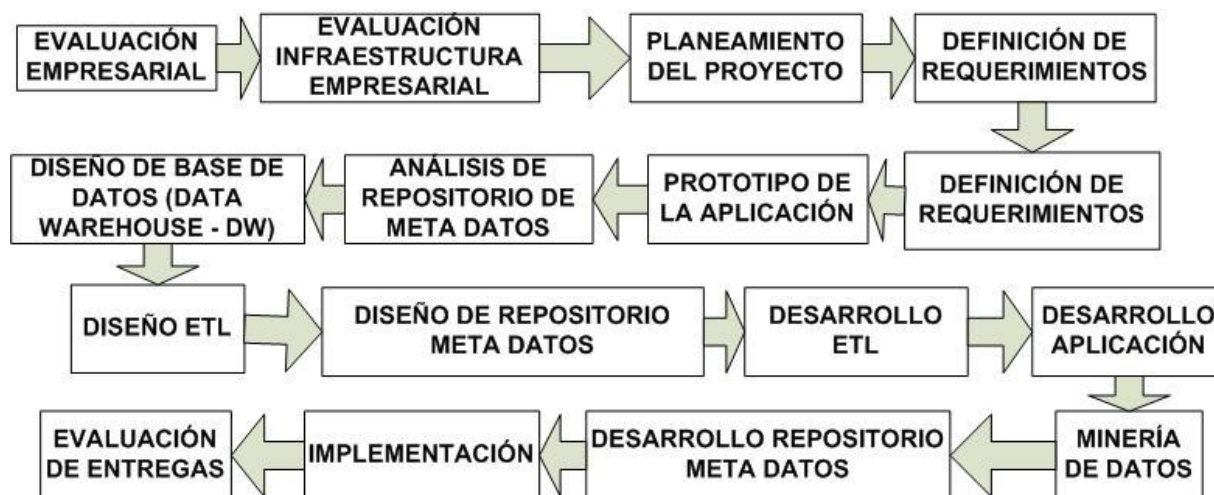 EVALUACIÓN
EMPRESARIAL
EVALUACIÓN
INFRAESTRUCTURA
EMPRESARIAL
PLANEAMIENTO
DEL PROYECTO
DEFINICIÓN DE
REQUERIMIENTOS
DEFINICIÓN DE
REQUERIMIENTOS
PROTOTIPO DE
LA APLICACIÓN
ANÁLISIS DE
REPOSITORIO DE
META DATOS
DISEÑO DE BASE DE
DATOS (DATA
WAREHOUSE - DW)
DISEÑO ETL
DISEÑO DE REPOSITORIO
META DATOS
DESARROLLO
ETL
DESARROLLO
APLICACIÓN
MINERÍA
DE DATOS
DESARROLLO REPOSITORIO
META DATOS
IMPLEMENTACIÓN
EVALUACIÓN
DE ENTREGAS